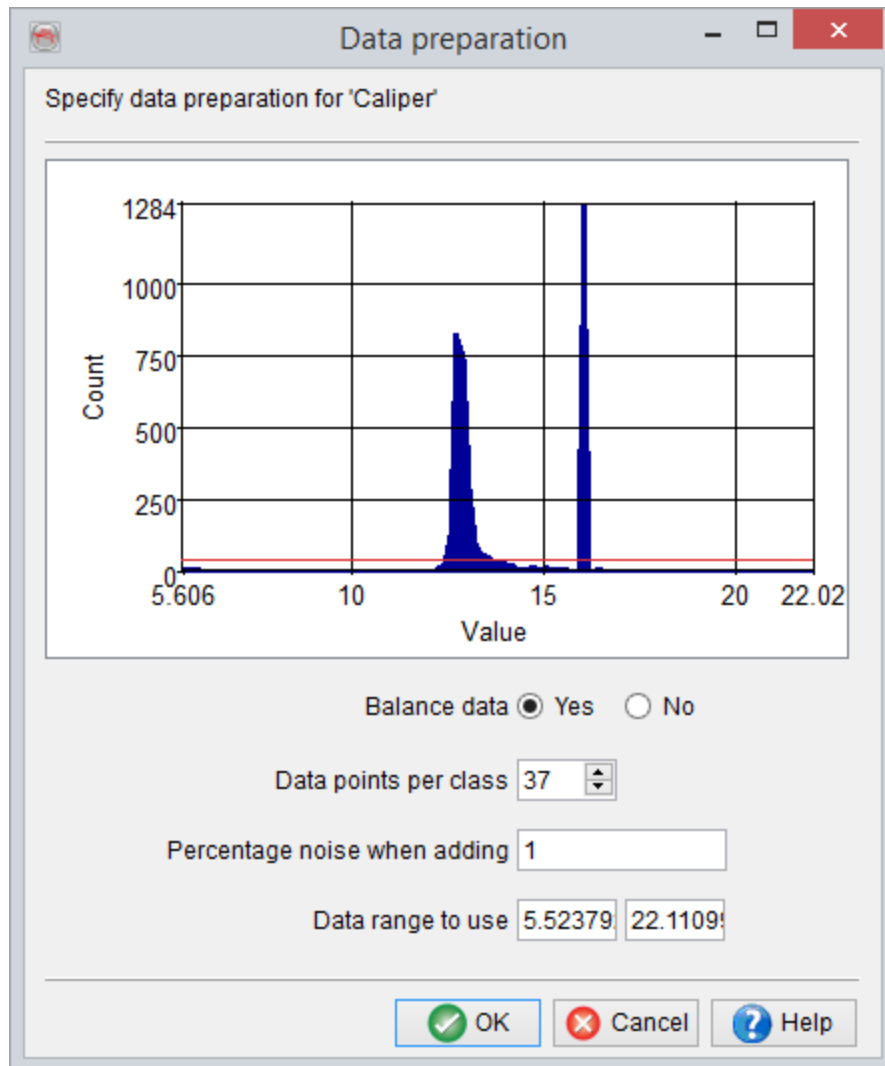 Data preparation
Specify data preparation for 'Caliper'
1284
1000
750
500
250
0
5.606 10 15 20 22.02
Count
Value
Balance data Yes No
Data points per class 37
Percentage noise when adding 1
Data range to use 5.52379 22.1109
OK Cancel Help